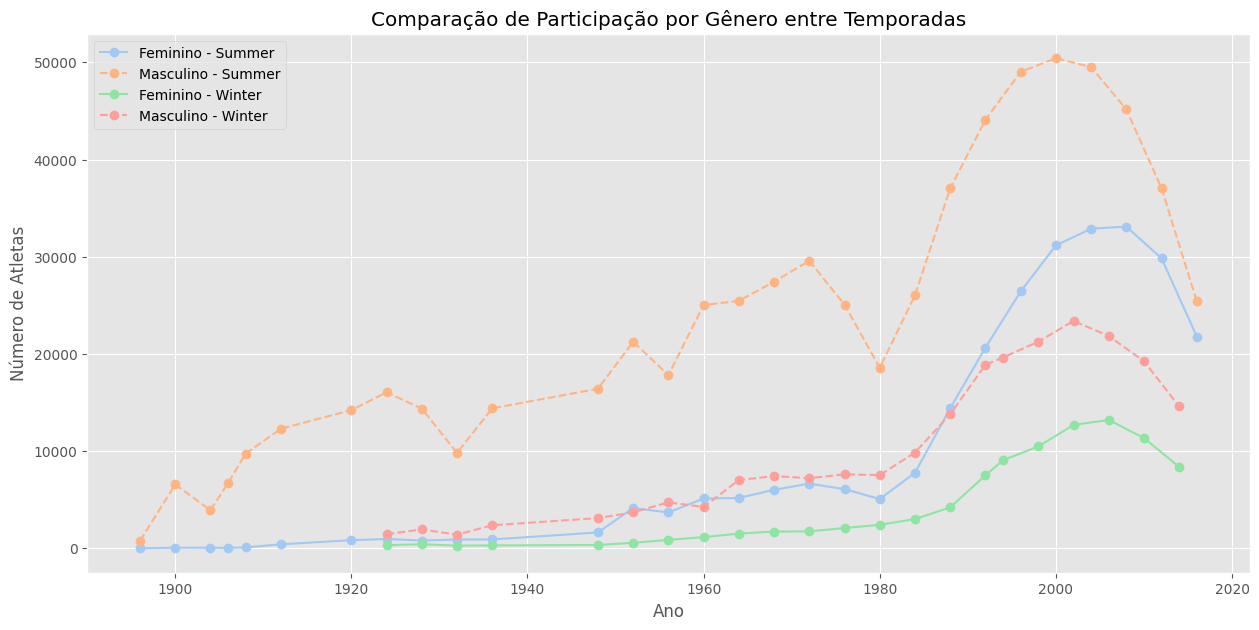 Comparação de Participação por Gênero entre Temporadas
Feminino - Summer
Masculino - Summer
Feminino - Winter
Masculino - Winter
Número de Atletas
50000
40000
30000
20000
10000
0
1900 1920 1940 1960 1980 2000 2020
Ano